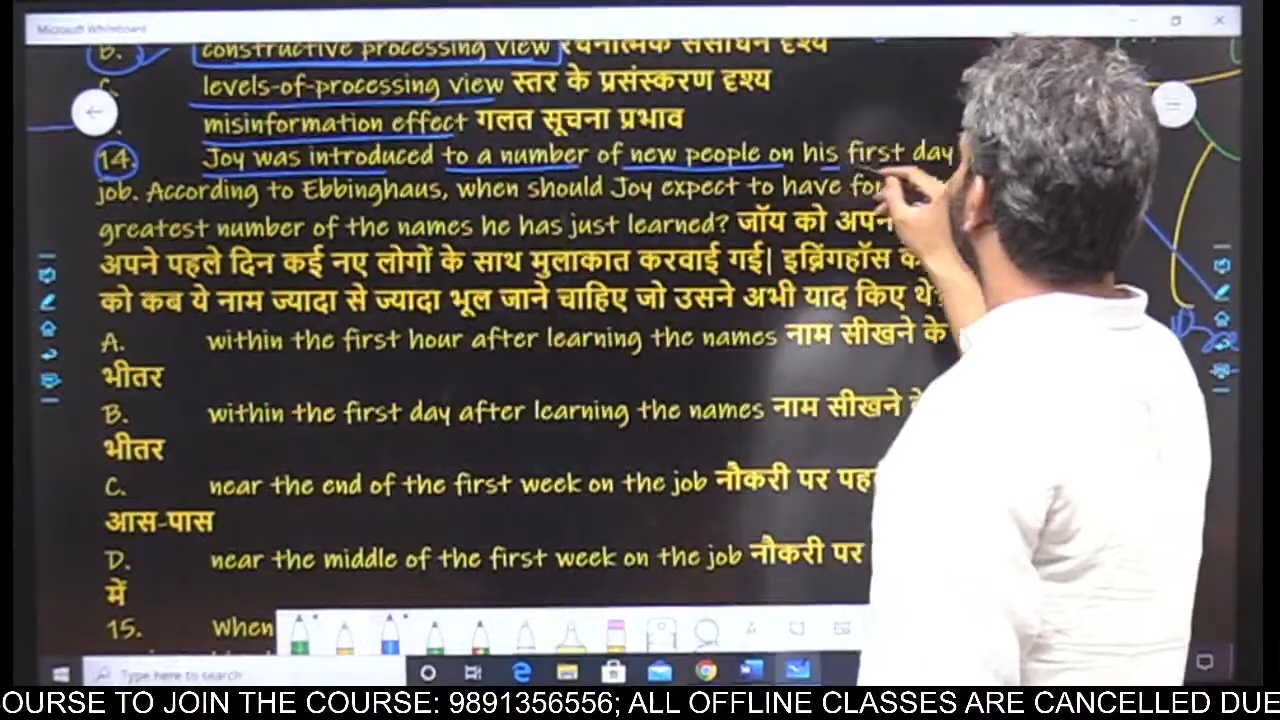 Microsoft Whiteboard
B. constructive processing view रचनात्मक संसाधन दृश्य
C. levels-of-processing view स्तर के प्रसंस्करण दृश्य
misinformation effect गलत सूचना प्रभाव
14. Joy was introduced to a number of new people on his first day
job. According to Ebbinghaus, when should Joy expect to have
greatest number of the names he has just learned? जॉय को
अपने पहले दिन कई नए लोगों के साथ मुलाकात करवाई गई| इब्रिंगहॉस
को कब ये नाम ज्यादा से ज्यादा भूल जाने चाहिए जो उसने अभी याद किए थे?
A. within the first hour after learning the names नाम सीखने के
भीतर
B. within the first day after learning the names नाम सीखने
भीतर
C. near the end of the first week on the job नौकरी पर
आस-पास
D. near the middle of the first week on the job नौकरी पर
में
15. When
Type here to search
OURSE TO JOIN THE COURSE: 9891356556; ALL OFFLINE CLASSES ARE CANCELLED DUE